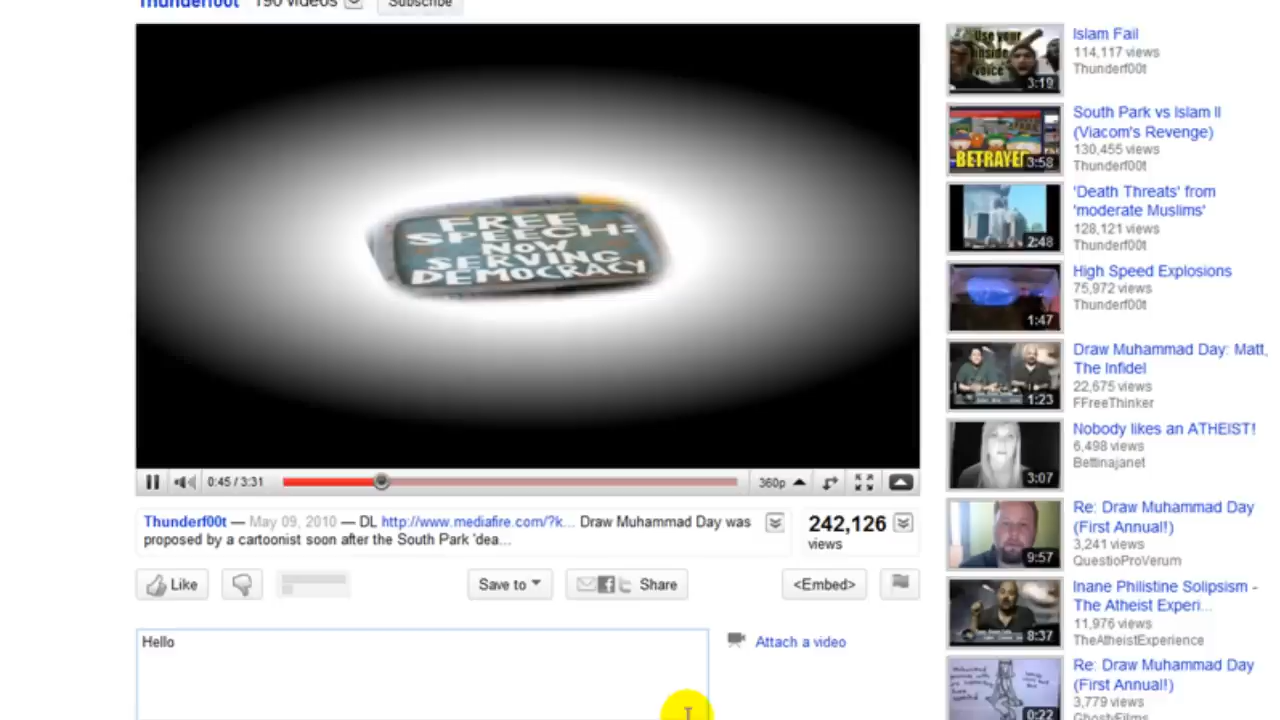 Thunderf00t 190 videos Subscribe
FREE
SPEECH:
NOW
SERVING
DEMOCRACY
0:45 / 3:31 360p
Thunderf00t — May 09, 2010 — DL http://www.mediafire.com/?k... Draw Muhammad Day was
proposed by a cartoonist soon after the South Park 'dea...
242,126
views
Like Save to Share <Embed>
Hello
Attach a video
Use your
inside
voice
3:19
Islam Fail
114,117 views
Thunderf00t
BETRAYED
3:58
South Park vs Islam II
(Viacom's Revenge)
130,455 views
Thunderf00t
2:48
'Death Threats' from
'moderate Muslims'
128,121 views
Thunderf00t
1:47
High Speed Explosions
75,972 views
Thunderf00t
1:23
Draw Muhammad Day: Matt,
The Infidel
22,675 views
FFreeThinker
3:07
Nobody likes an ATHEIST!
6,498 views
Bettinajanet
9:57
Re: Draw Muhammad Day
(First Annual!)
3,241 views
QuestioProVerum
8:37
Inane Philistine Solipsism -
The Atheist Experi...
11,976 views
TheAtheistExperience
0:22
Re: Draw Muhammad Day
(First Annual!)
3,779 views
GhostyFilms